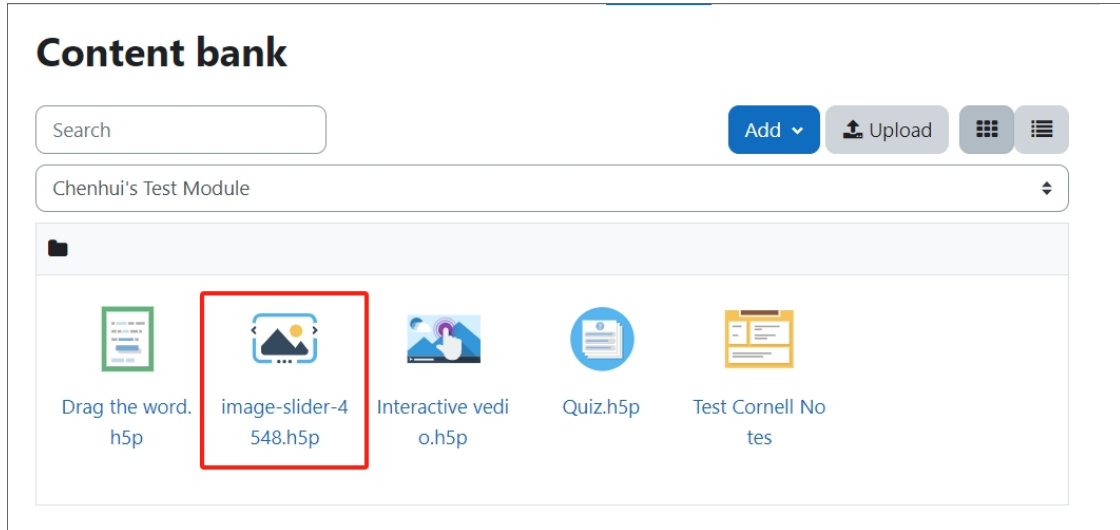 Content bank
Search
Add
Upload
Chenhui's Test Module
Drag the word.
h5p
image-slider-4
548.h5p
Interactive vedi
o.h5p
Quiz.h5p
Test Cornell No
tes